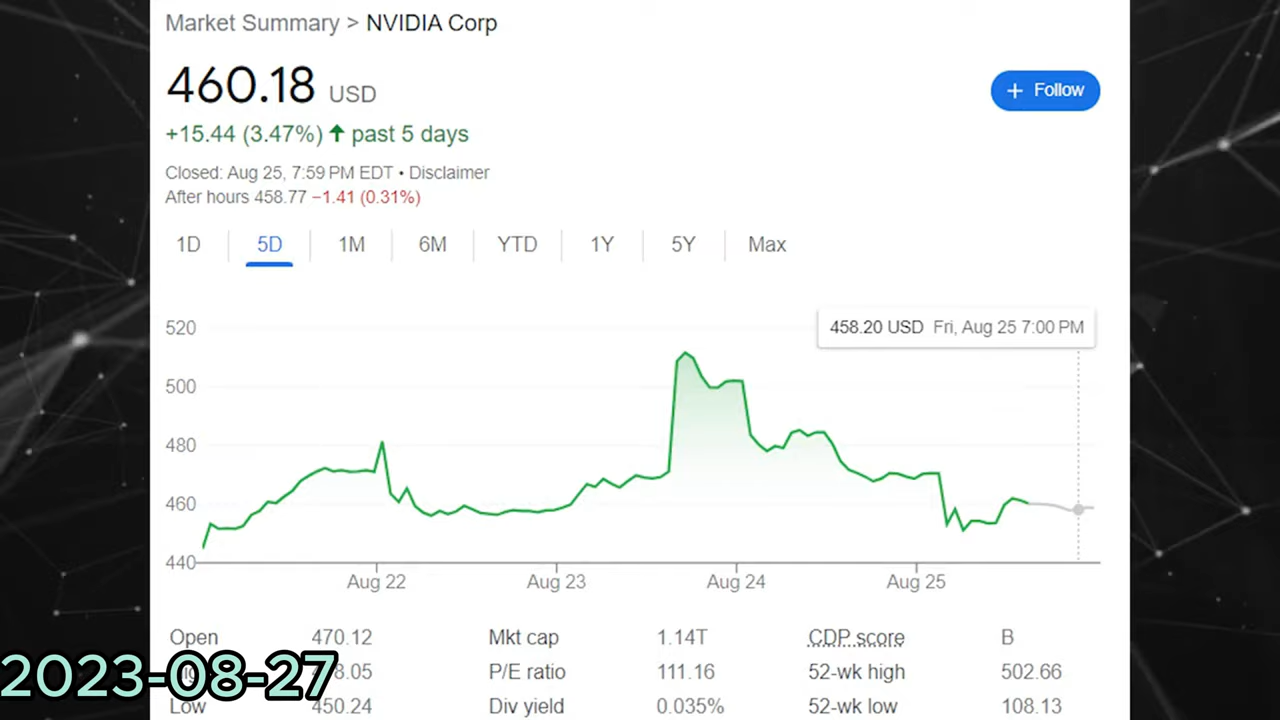 Market Summary > NVIDIA Corp
460.18 USD
+ Follow
+15.44 (3.47%) ↑ past 5 days
Closed: Aug 25, 7:59 PM EDT • Disclaimer
After hours 458.77 −1.41 (0.31%)
1D 5D 1M 6M YTD 1Y 5Y Max
458.20 USD Fri, Aug 25 7:00 PM
520
500
480
460
440
Aug 22 Aug 23 Aug 24 Aug 25
Open 470.12 Mkt cap 1.14T CDP score B
P/E ratio 111.16 52-wk high 502.66
Low 450.24 Div yield 0.035% 52-wk low 108.13
2023-08-27